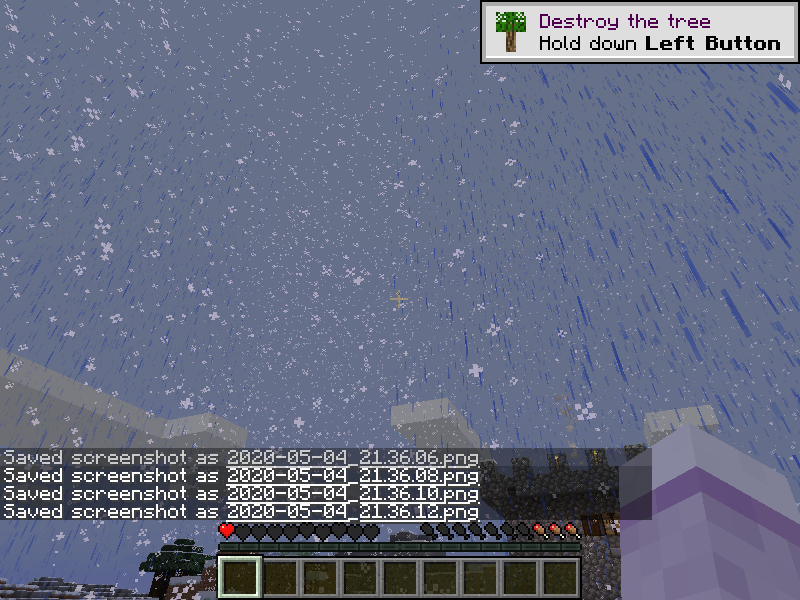 Destroy the tree
Hold down Left Button
Saved screenshot as 2020-05-04_21.36.06.png
Saved screenshot as 2020-05-04_21.36.08.png
Saved screenshot as 2020-05-04_21.36.10.png
Saved screenshot as 2020-05-04_21.36.12.png